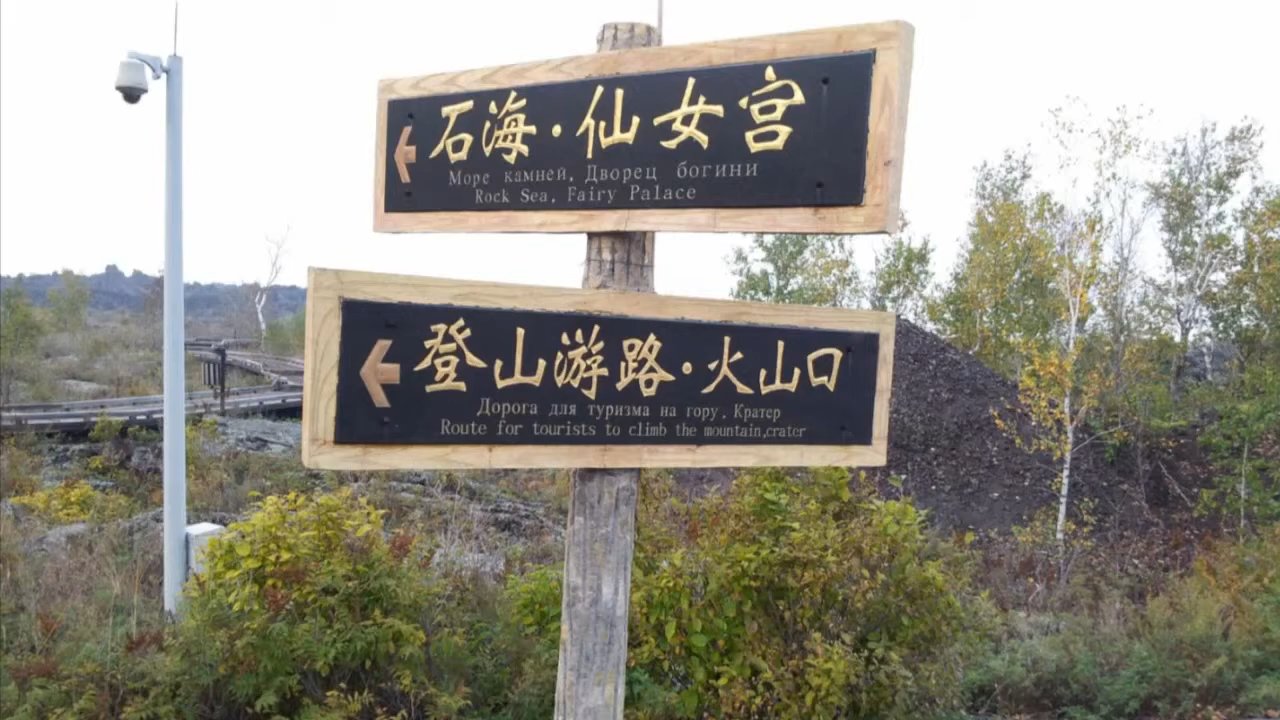 石海·仙女宫
Море камней, Дворец богини
Rock Sea, Fairy Palace
登山游路·火山口
Дорога для туризма на гору, Кратер
Route for tourists to climb the mountain,crater